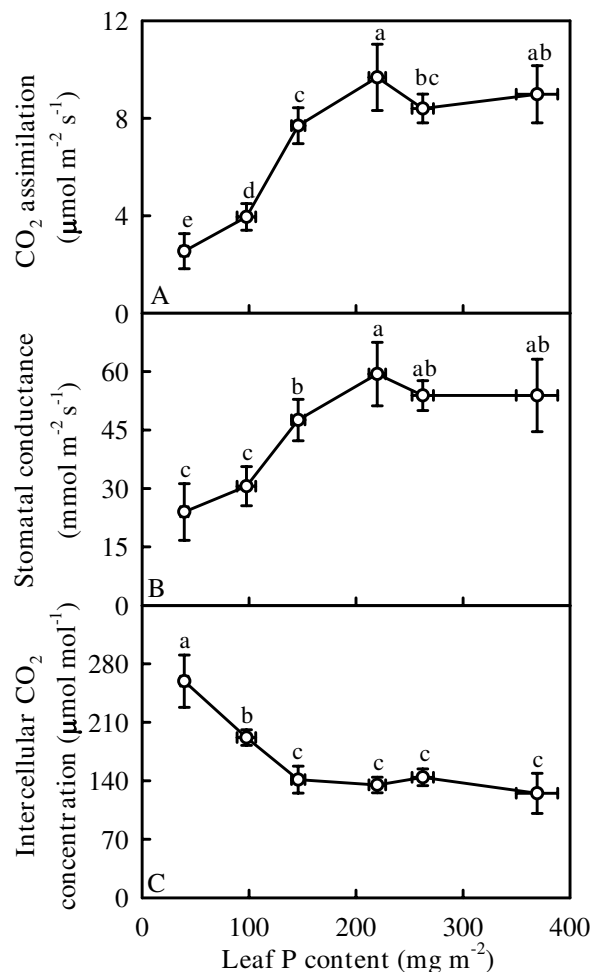 12
8
4
0
CO₂ assimilation
(µmol m⁻² s⁻¹)
e
d
c
a
bc
ab
A
60
45
30
15
0
Stomatal conductance
(mmol m⁻² s⁻¹)
c
c
b
a
ab
ab
B
280
210
140
70
0
Intercellular CO₂
concentration (µmol mol⁻¹)
a
b
c
c
c
c
C
0 100 200 300 400
Leaf P content (mg m⁻²)